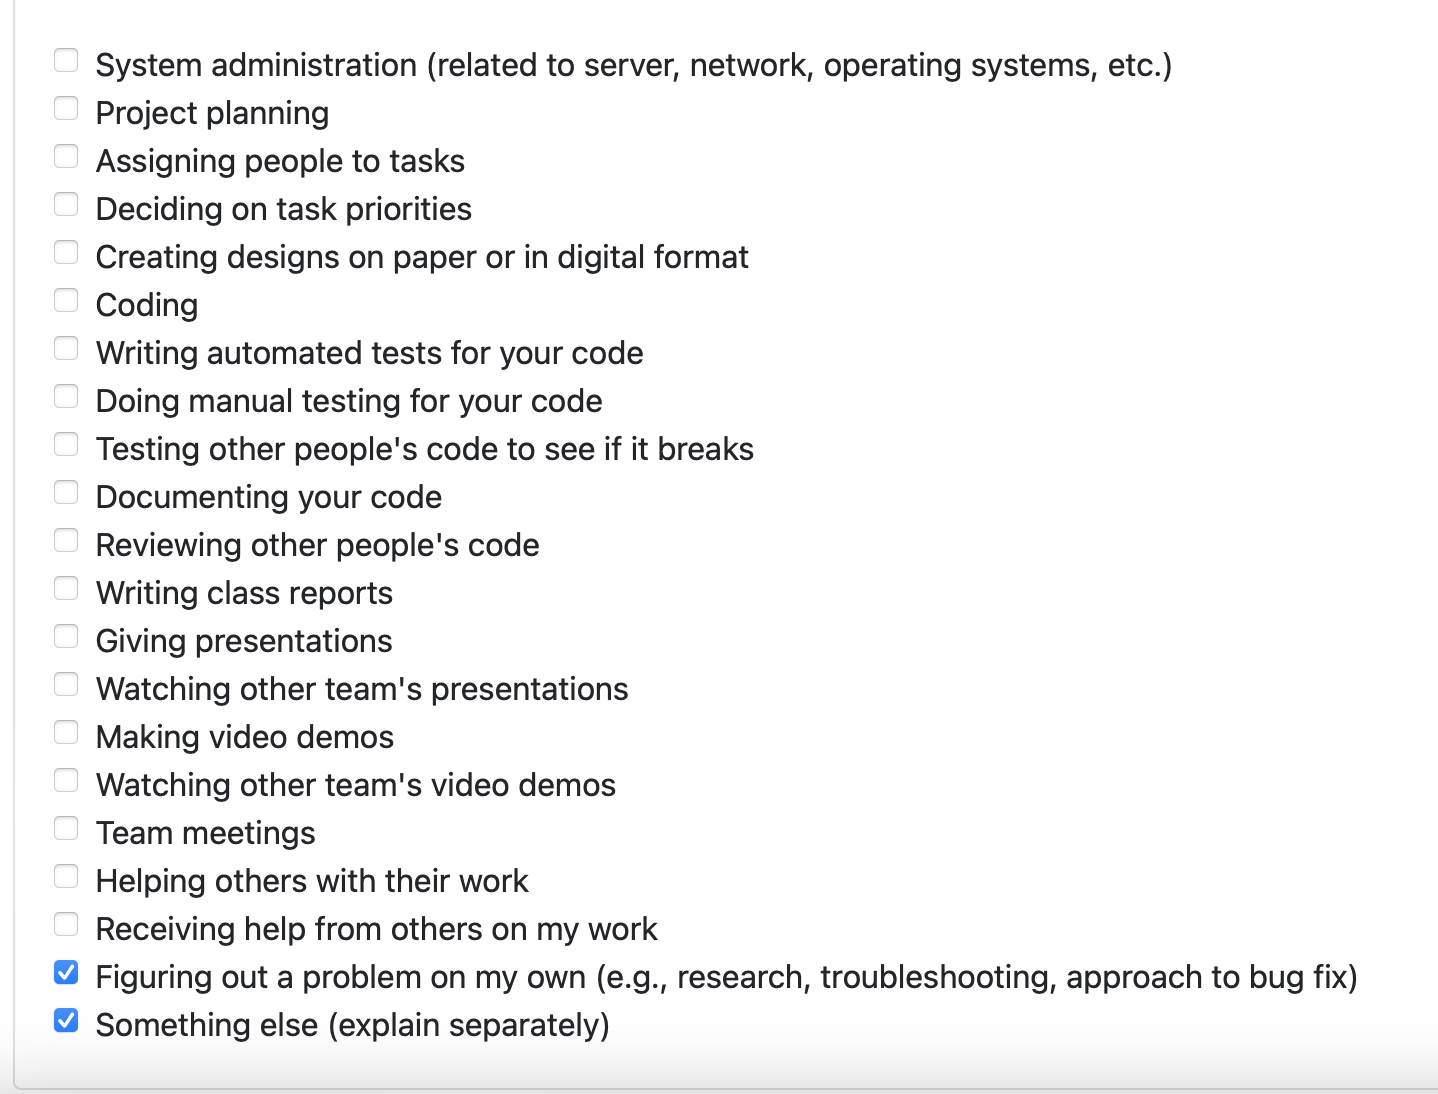 System administration (related to server, network, operating systems, etc.)
Project planning
Assigning people to tasks
Deciding on task priorities
Creating designs on paper or in digital format
Coding
Writing automated tests for your code
Doing manual testing for your code
Testing other people's code to see if it breaks
Documenting your code
Reviewing other people's code
Writing class reports
Giving presentations
Watching other team's presentations
Making video demos
Watching other team's video demos
Team meetings
Helping others with their work
Receiving help from others on my work
Figuring out a problem on my own (e.g., research, troubleshooting, approach to bug fix)
Something else (explain separately)